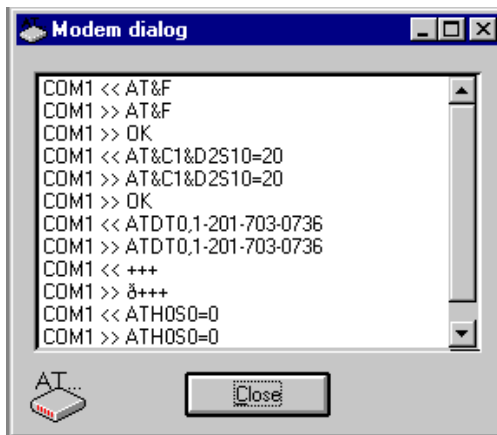 AT... Modem dialog
COM1 << AT&F
COM1 >> AT&F
COM1 >> OK
COM1 << AT&C1&D2S10=20
COM1 >> AT&C1&D2S10=20
COM1 >> OK
COM1 << ATDT0,1-201-703-0736
COM1 >> ATDT0,1-201-703-0736
COM1 << +++
COM1 >> ð+++
COM1 << ATH0S0=0
COM1 >> ATH0S0=0
AT...
Close